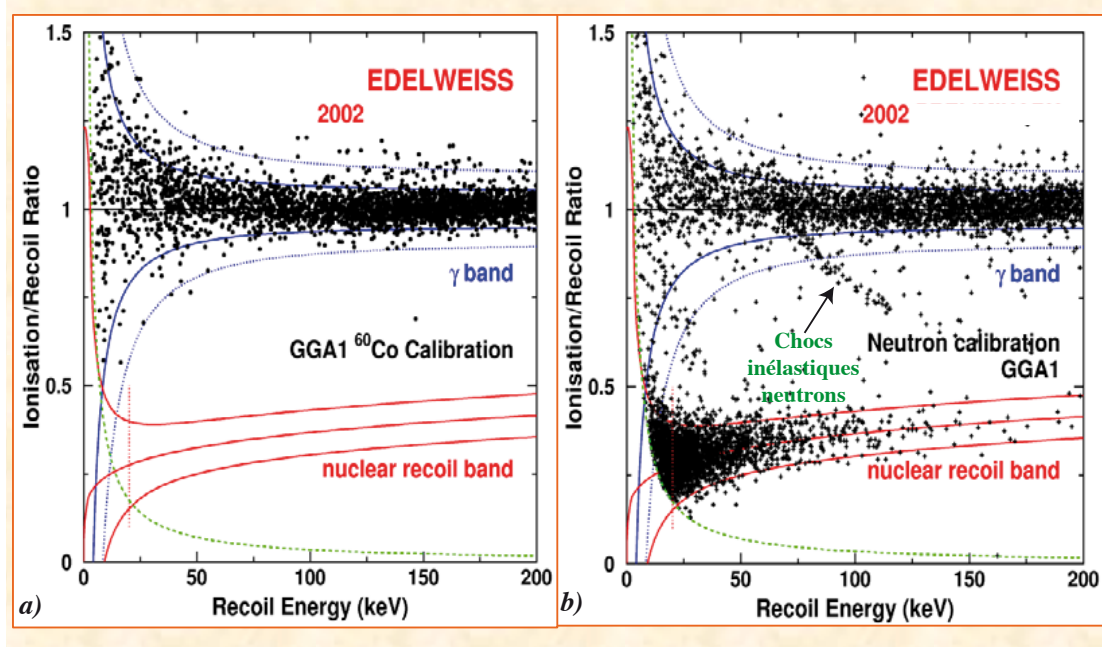 EDELWEISS
2002
γ band
GGA1 ⁶⁰Co Calibration
nuclear recoil band
Ionisation/Recoil Ratio
1.5
1
0.5
0
0 50 100 150 200
Recoil Energy (keV)
a)
EDELWEISS
2002
γ band
Chocs
inélastiques
neutrons
Neutron calibration
GGA1
nuclear recoil band
Ionisation/Recoil Ratio
1.5
1
0.5
0
0 50 100 150 200
Recoil Energy (keV)
b)